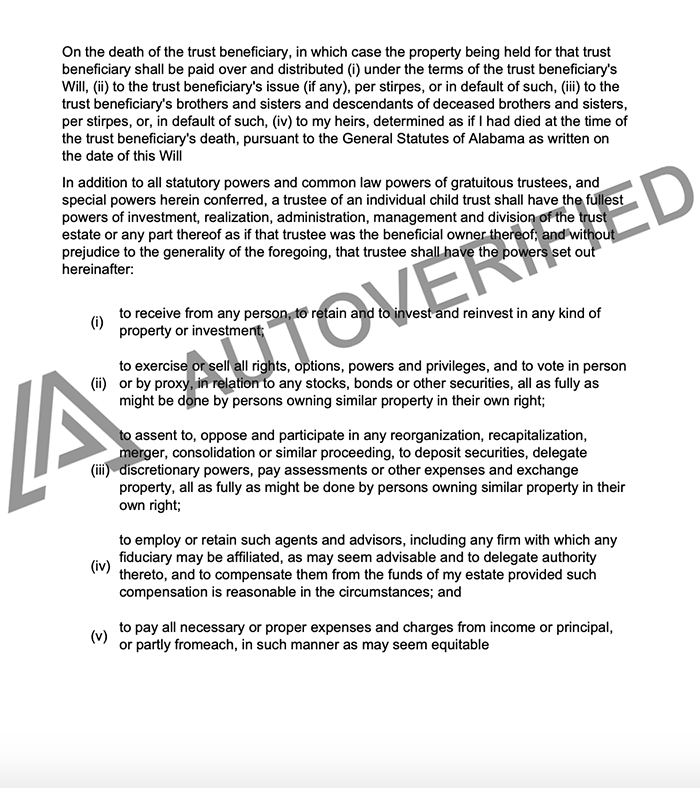 On the death of the trust beneficiary, in which case the property being held for that trust
beneficiary shall be paid over and distributed (i) under the terms of the trust beneficiary's
Will, (ii) to the trust beneficiary's issue (if any), per stirpes, or in default of such, (iii) to the
trust beneficiary's brothers and sisters and descendants of deceased brothers and sisters,
per stirpes, or, in default of such, (iv) to my heirs, determined as if I had died at the time of
the trust beneficiary's death, pursuant to the General Statutes of Alabama as written on
the date of this Will
In addition to all statutory powers and common law powers of gratuitous trustees, and
special powers herein conferred, a trustee of an individual child trust shall have the fullest
powers of investment, realization, administration, management and division of the trust
estate or any part thereof as if that trustee was the beneficial owner thereof; and without
prejudice to the generality of the foregoing, that trustee shall have the powers set out
hereinafter:
(i) to receive from any person, to retain and to invest and reinvest in any kind of
property or investment;
to exercise or sell all rights, options, powers and privileges, and to vote in person
(ii) or by proxy, in relation to any stocks, bonds or other securities, all as fully as
might be done by persons owning similar property in their own right;
to assent to, oppose and participate in any reorganization, recapitalization,
merger, consolidation or similar proceeding, to deposit securities, delegate
(iii) discretionary powers, pay assessments or other expenses and exchange
property, all as fully as might be done by persons owning similar property in their
own right;
to employ or retain such agents and advisors, including any firm with which any
(iv) fiduciary may be affiliated, as may seem advisable and to delegate authority
thereto, and to compensate them from the funds of my estate provided such
compensation is reasonable in the circumstances; and
(v) to pay all necessary or proper expenses and charges from income or principal,
or partly fromeach, in such manner as may seem equitable
AUTOVERIFIED